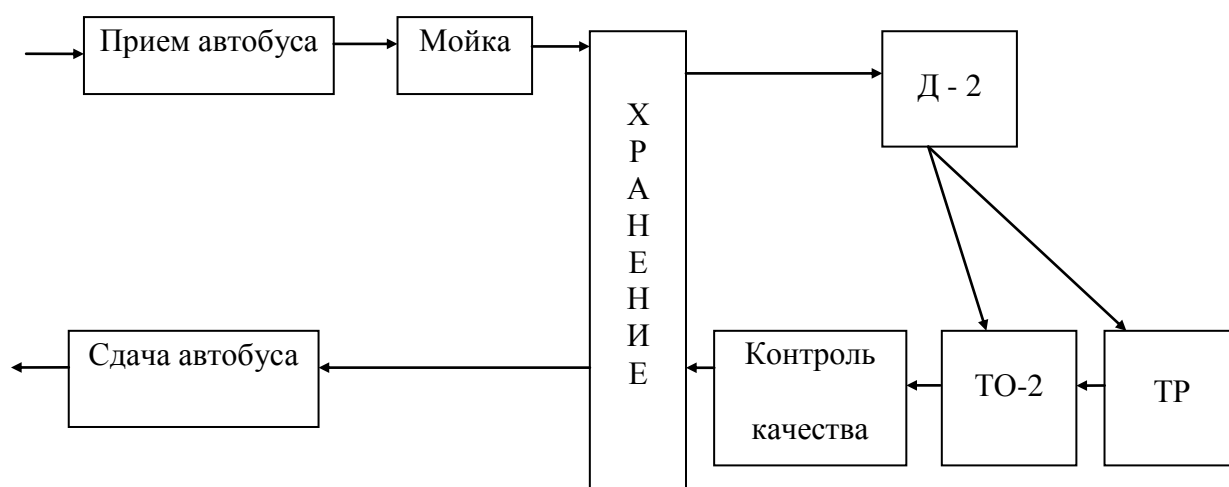 Прием автобуса
Мойка
Х
Р
А
Н
Е
Н
И
Е
Д - 2
Сдача автобуса
Контроль
качества
ТО-2
ТР